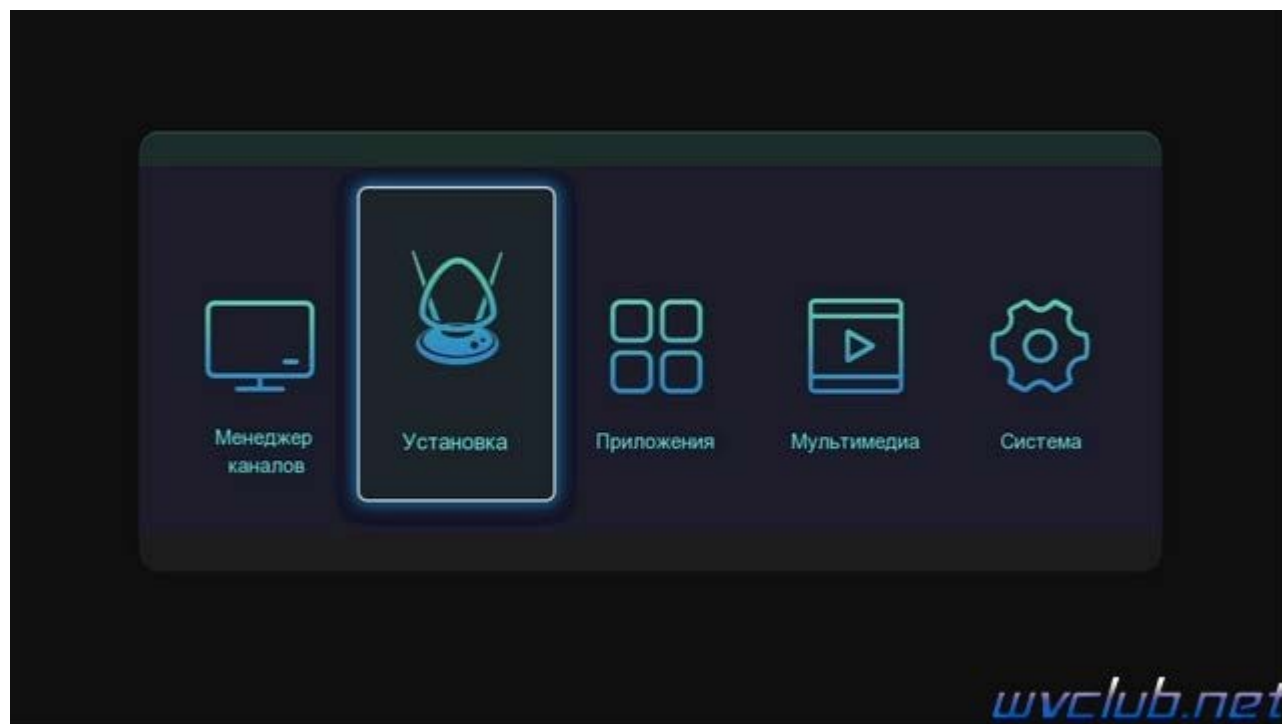 Менеджер
каналов
Установка
Приложения
Мультимедиа
Система
wvclub.net